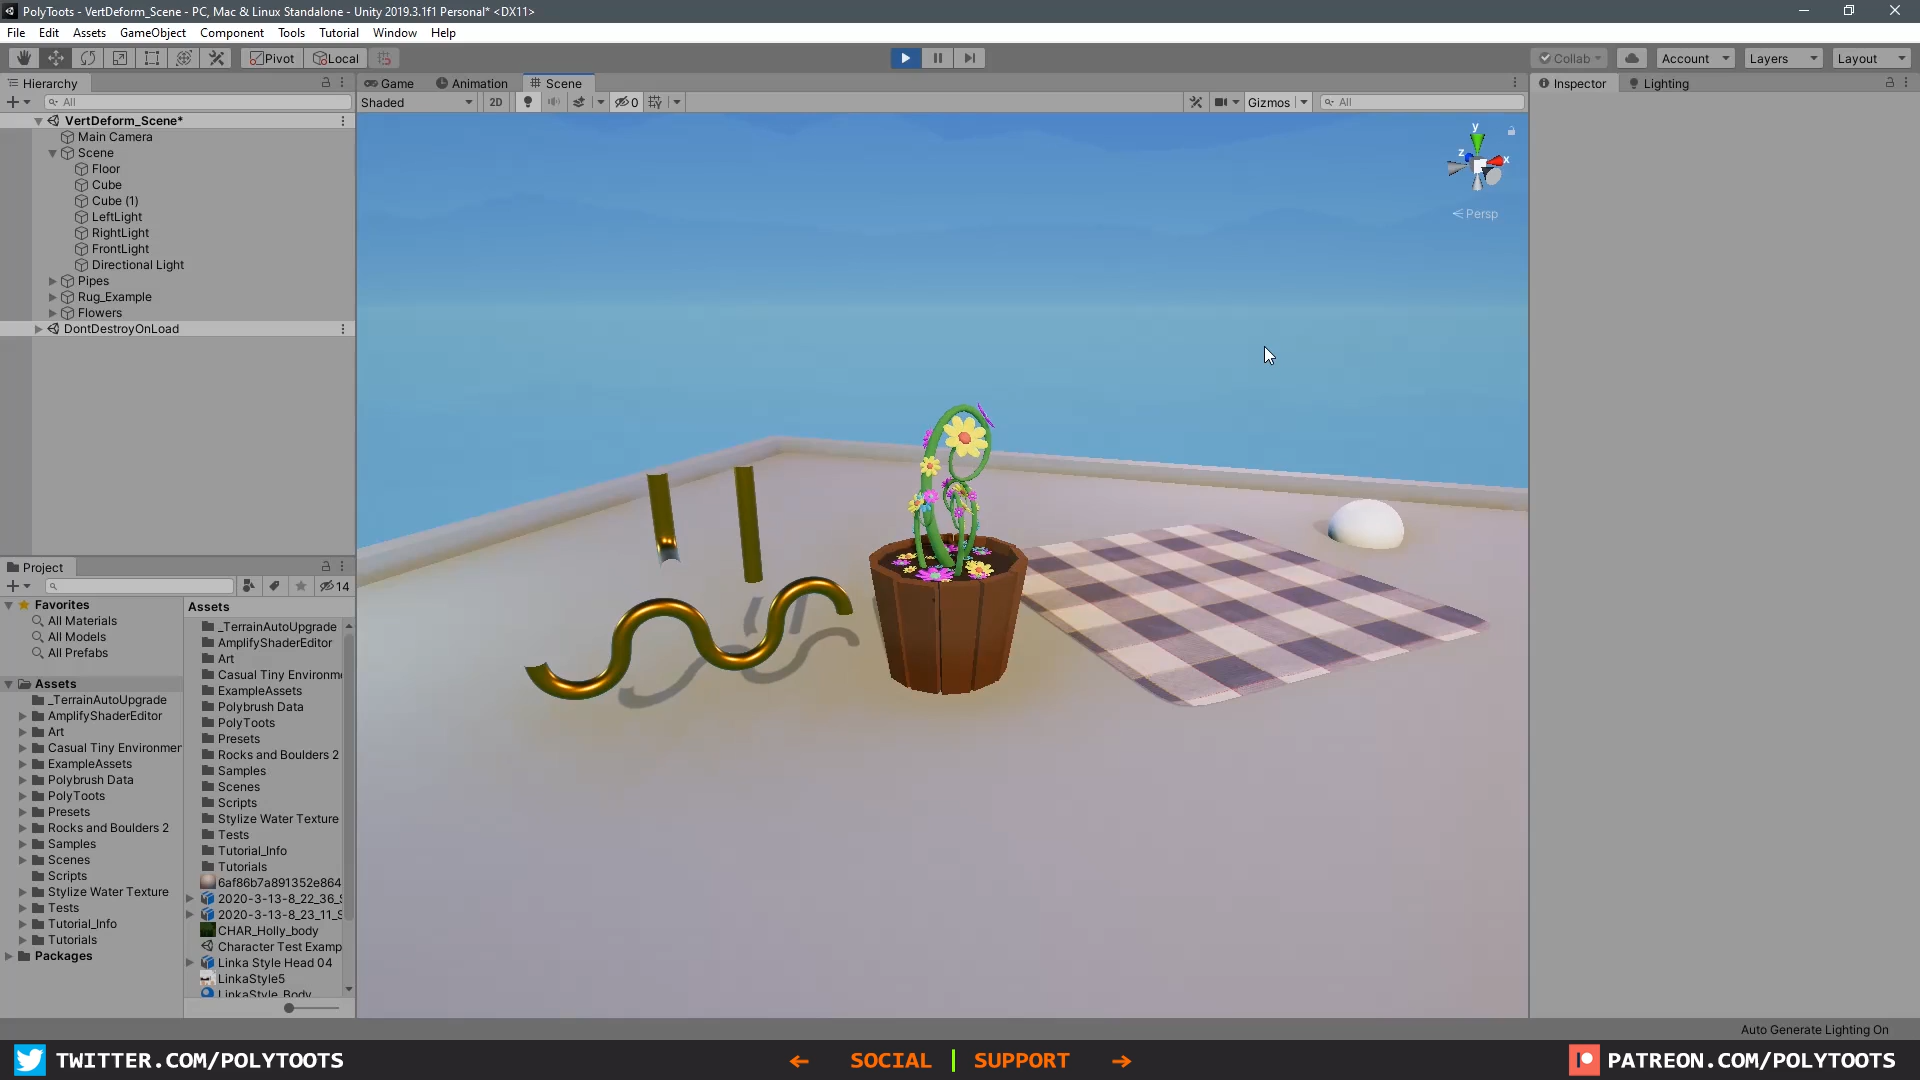 PolyToots - VertDeform_Scene - PC, Mac & Linux Standalone - Unity 2019.3.1f1 Personal* <DX11>
File Edit Assets GameObject Component Tools Tutorial Window Help
Pivot Local Collab Account Layers Layout
Hierarchy
Game Animation Scene
Inspector Lighting
All
Shaded 2D 0 Gizmos All
VertDeform_Scene*
Main Camera
Scene
Floor
Cube
Cube (1)
LeftLight
RightLight
FrontLight
Directional Light
Pipes
Rug_Example
Flowers
DontDestroyOnLoad
y
z x
Persp
Project
14
Favorites
All Materials
All Models
All Prefabs
Assets
_TerrainAutoUpgrade
AmplifyShaderEditor
Art
Casual Tiny Environmer
ExampleAssets
Polybrush Data
PolyToots
Presets
Rocks and Boulders 2
Samples
Scenes
Scripts
Stylize Water Texture
Tests
Tutorial_Info
Tutorials
Packages
Assets
_TerrainAutoUpgrade
AmplifyShaderEditor
Art
Casual Tiny Environme
ExampleAssets
Polybrush Data
PolyToots
Presets
Rocks and Boulders 2
Samples
Scenes
Scripts
Stylize Water Texture
Tests
Tutorial_Info
Tutorials
6af86b7a891352e864
2020-3-13-8_22_36_S
2020-3-13-8_23_11_S
CHAR_Holly_body
Character Test Examp
Linka Style Head 04
LinkaStyle5
LinkaStyle_Body
Auto Generate Lighting On
TWITTER.COM/POLYTOOTS
← SOCIAL | SUPPORT →
PATREON.COM/POLYTOOTS